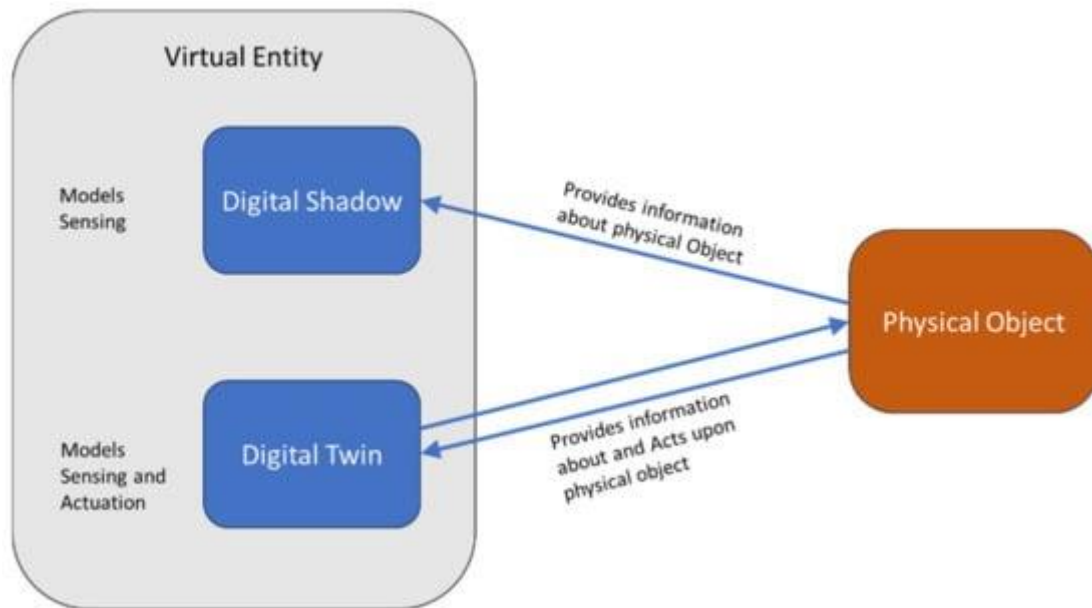 Virtual Entity
Models
Sensing
Digital Shadow
Provides information
about physical Object
Physical Object
Models
Sensing and
Actuation
Digital Twin
Provides information
about and Acts upon
physical object